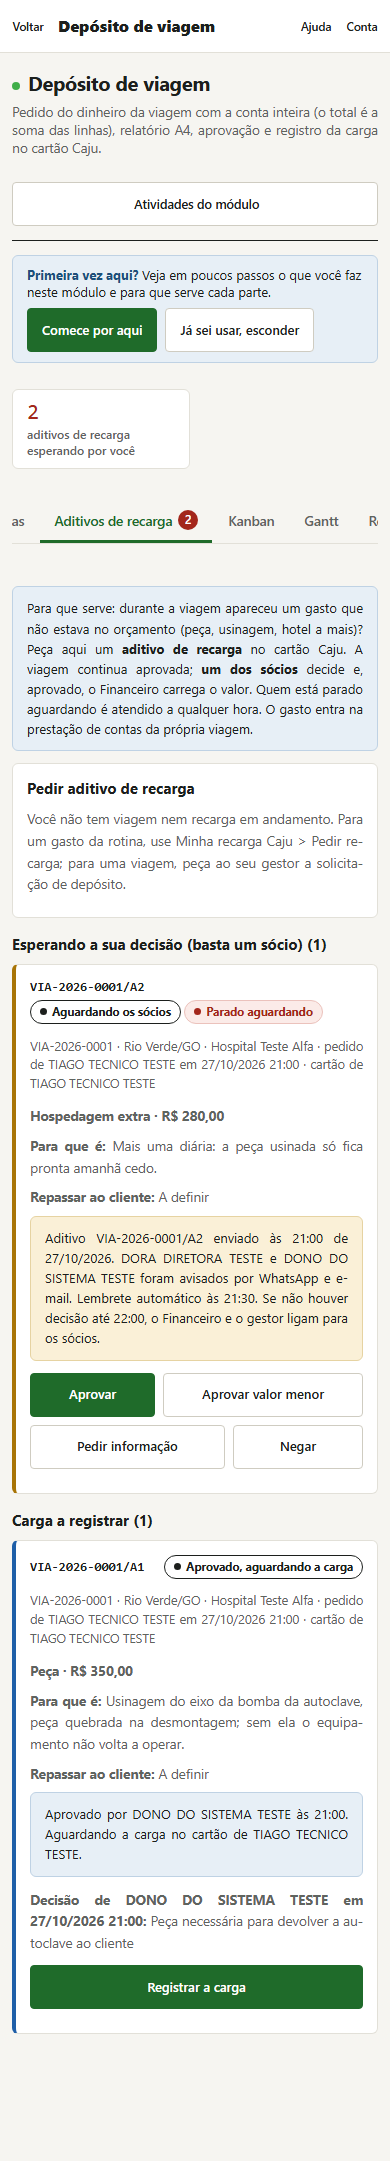 Voltar Depósito de viagem Ajuda Conta
Depósito de viagem
Pedido do dinheiro da viagem com a conta inteira (o total é a
soma das linhas), relatório A4, aprovação e registro da carga
no cartão Caju.
Atividades do módulo
Primeira vez aqui? Veja em poucos passos o que você faz
neste módulo e para que serve cada parte.
Comece por aqui Já sei usar, esconder
2
aditivos de recarga
esperando por você
as Aditivos de recarga 2 Kanban Gantt
Para que serve: durante a viagem apareceu um gasto que
não estava no orçamento (peça, usinagem, hotel a mais)?
Peça aqui um aditivo de recarga no cartão Caju. A
viagem continua aprovada; um dos sócios decide e,
aprovado, o Financeiro carrega o valor. Quem está parado
aguardando é atendido a qualquer hora. O gasto entra na
prestação de contas da própria viagem.
Pedir aditivo de recarga
Você não tem viagem nem recarga em andamento. Para
um gasto da rotina, use Minha recarga Caju > Pedir re-
carga; para uma viagem, peça ao seu gestor a solicita-
ção de depósito.
Esperando a sua decisão (basta um sócio) (1)
VIA-2026-0001/A2
Aguardando os sócios Parado aguardando
VIA-2026-0001 · Rio Verde/GO · Hospital Teste Alfa · pedido
de TIAGO TECNICO TESTE em 27/10/2026 21:00 · cartão de
TIAGO TECNICO TESTE
Hospedagem extra · R$ 280,00
Para que é: Mais uma diária: a peça usinada só fica
pronta amanhã cedo.
Repassar ao cliente: A definir
Aditivo VIA-2026-0001/A2 enviado às 21:00 de
27/10/2026. DORA DIRETORA TESTE e DONO DO
SISTEMA TESTE foram avisados por WhatsApp e e-
mail. Lembrete automático às 21:30. Se não houver
decisão até 22:00, o Financeiro e o gestor ligam para
os sócios.
Aprovar Aprovar valor menor
Pedir informação Negar
Carga a registrar (1)
VIA-2026-0001/A1 Aprovado, aguardando a carga
VIA-2026-0001 · Rio Verde/GO · Hospital Teste Alfa · pedido
de TIAGO TECNICO TESTE em 27/10/2026 21:00 · cartão de
TIAGO TECNICO TESTE
Peça · R$ 350,00
Para que é: Usinagem do eixo da bomba da autoclave,
peça quebrada na desmontagem; sem ela o equipa-
mento não volta a operar.
Repassar ao cliente: A definir
Aprovado por DONO DO SISTEMA TESTE às 21:00.
Aguardando a carga no cartão de TIAGO TECNICO
TESTE.
Decisão de DONO DO SISTEMA TESTE em
27/10/2026 21:00: Peça necessária para devolver a au-
toclave ao cliente
Registrar a carga